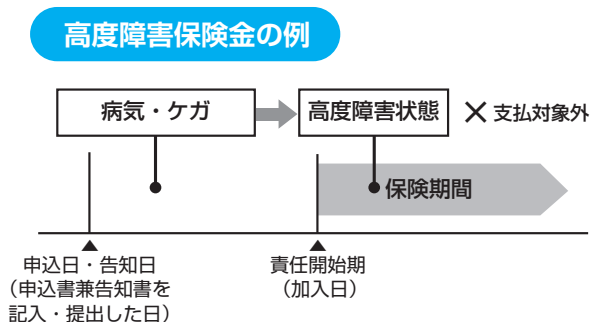 高度障害保険金の例
病気・ケガ
高度障害状態
✕ 支払対象外
保険期間
申込日・告知日
(申込書兼告知書を
記入・提出した日)
責任開始期
(加入日)